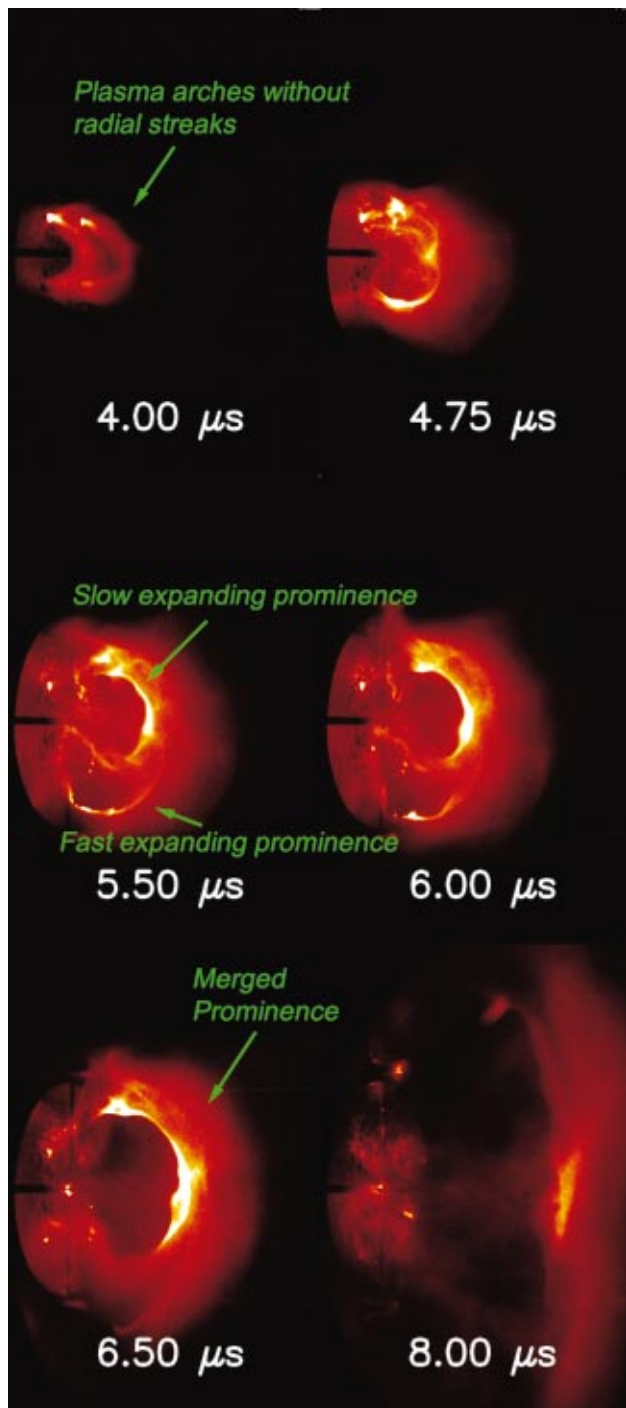 Plasma arches without
radial streaks
4.00 μs
4.75 μs
Slow expanding prominence
Fast expanding prominence
5.50 μs
6.00 μs
Merged
Prominence
6.50 μs
8.00 μs